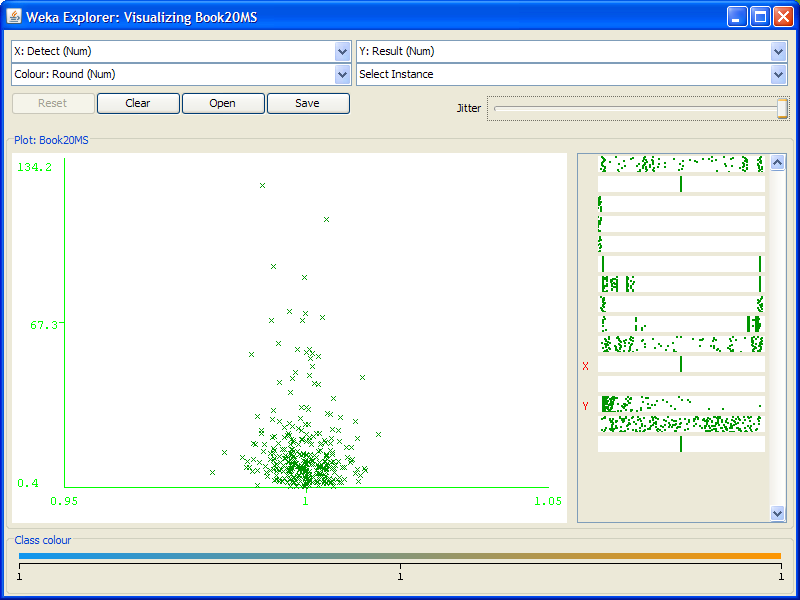 Weka Explorer: Visualizing Book20MS
X: Detect (Num)
Y: Result (Num)
Colour: Round (Num)
Select Instance
Reset
Clear
Open
Save
Jitter
Plot: Book20MS
134.2
67.3
0.4
0.95
1
1.05
X
Y
Class colour
1
1
1